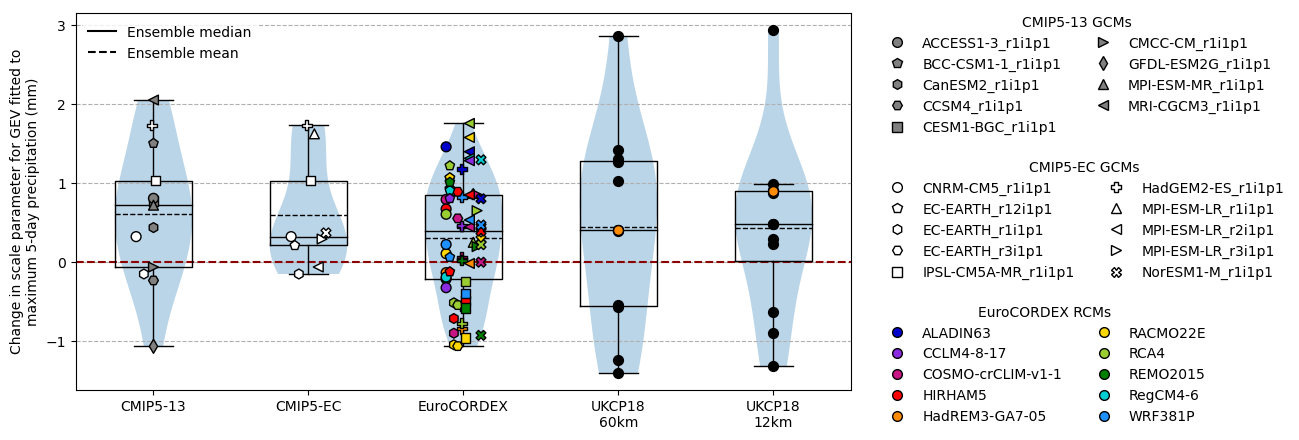 Change in scale parameter for GEV fitted to
maximum 5-day precipitation (mm)
3
2
1
0
−1
Ensemble median
Ensemble mean
CMIP5-13
CMIP5-EC
EuroCORDEX
UKCP18
60km
UKCP18
12km
CMIP5-13 GCMs
ACCESS1-3_r1i1p1
BCC-CSM1-1_r1i1p1
CanESM2_r1i1p1
CCSM4_r1i1p1
CESM1-BGC_r1i1p1
CMCC-CM_r1i1p1
GFDL-ESM2G_r1i1p1
MPI-ESM-MR_r1i1p1
MRI-CGCM3_r1i1p1
CMIP5-EC GCMs
CNRM-CM5_r1i1p1
EC-EARTH_r12i1p1
EC-EARTH_r1i1p1
EC-EARTH_r3i1p1
IPSL-CM5A-MR_r1i1p1
HadGEM2-ES_r1i1p1
MPI-ESM-LR_r1i1p1
MPI-ESM-LR_r2i1p1
MPI-ESM-LR_r3i1p1
NorESM1-M_r1i1p1
EuroCORDEX RCMs
ALADIN63
CCLM4-8-17
COSMO-crCLIM-v1-1
HIRHAM5
HadREM3-GA7-05
RACMO22E
RCA4
REMO2015
RegCM4-6
WRF381P